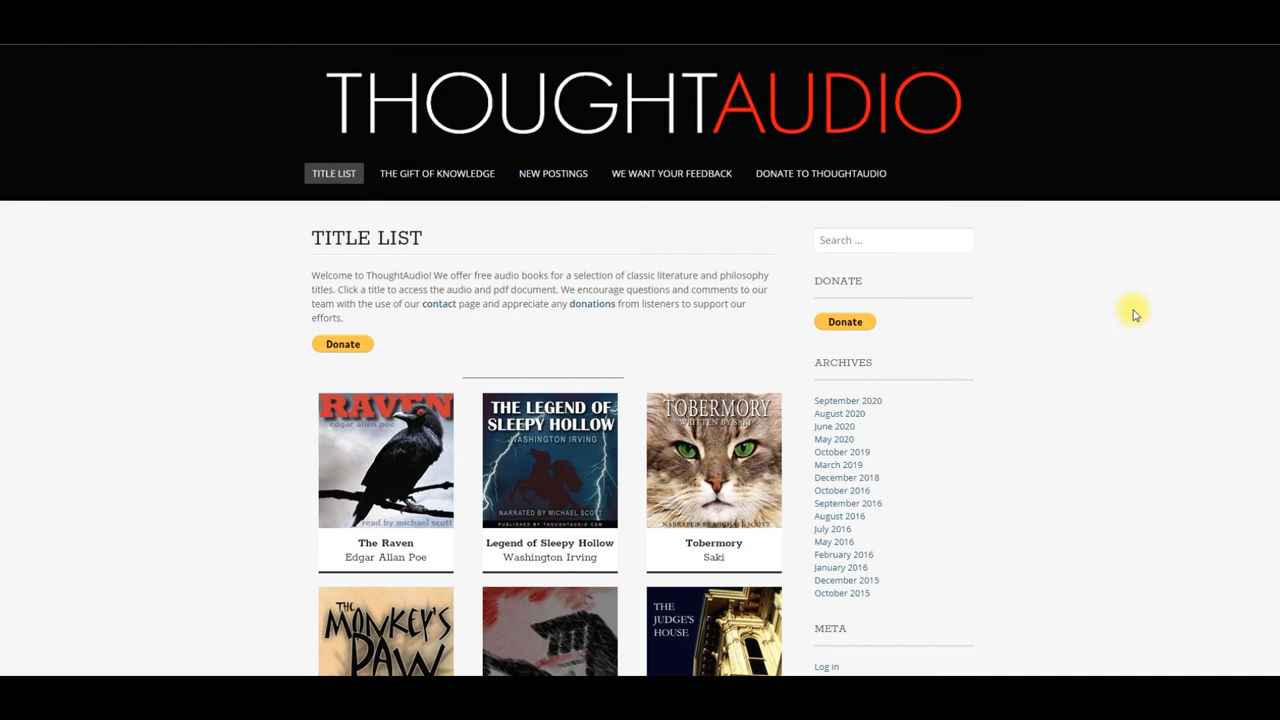 THOUGHTAUDIO
TITLE LIST
THE GIFT OF KNOWLEDGE
NEW POSTINGS
WE WANT YOUR FEEDBACK
DONATE TO THOUGHTAUDIO
TITLE LIST
Welcome to ThoughtAudio! We offer free audio books for a selection of classic literature and philosophy
titles. Click a title to access the audio and pdf document. We encourage questions and comments to our
team with the use of our contact page and appreciate any donations from listeners to support our
efforts.
Donate
RAVEN
edgar allen poe
read by michael scott
The Raven
Edgar Allan Poe
THE LEGEND OF
SLEEPY HOLLOW
WASHINGTON IRVING
NARRATED BY MICHAEL SCOTT
PUBLISHED BY THOUGHTAUDIO.COM
Legend of Sleepy Hollow
Washington Irving
TOBERMORY
WRITTEN BY SAKI
NARRATED BY MICHAEL SCOTT
Tobermory
Saki
THE
MONKEY'S
PAW
THE
JUDGE'S
HOUSE
Search ...
DONATE
Donate
ARCHIVES
September 2020
August 2020
June 2020
May 2020
October 2019
March 2019
December 2018
October 2016
September 2016
August 2016
July 2016
May 2016
February 2016
January 2016
December 2015
October 2015
META
Log in